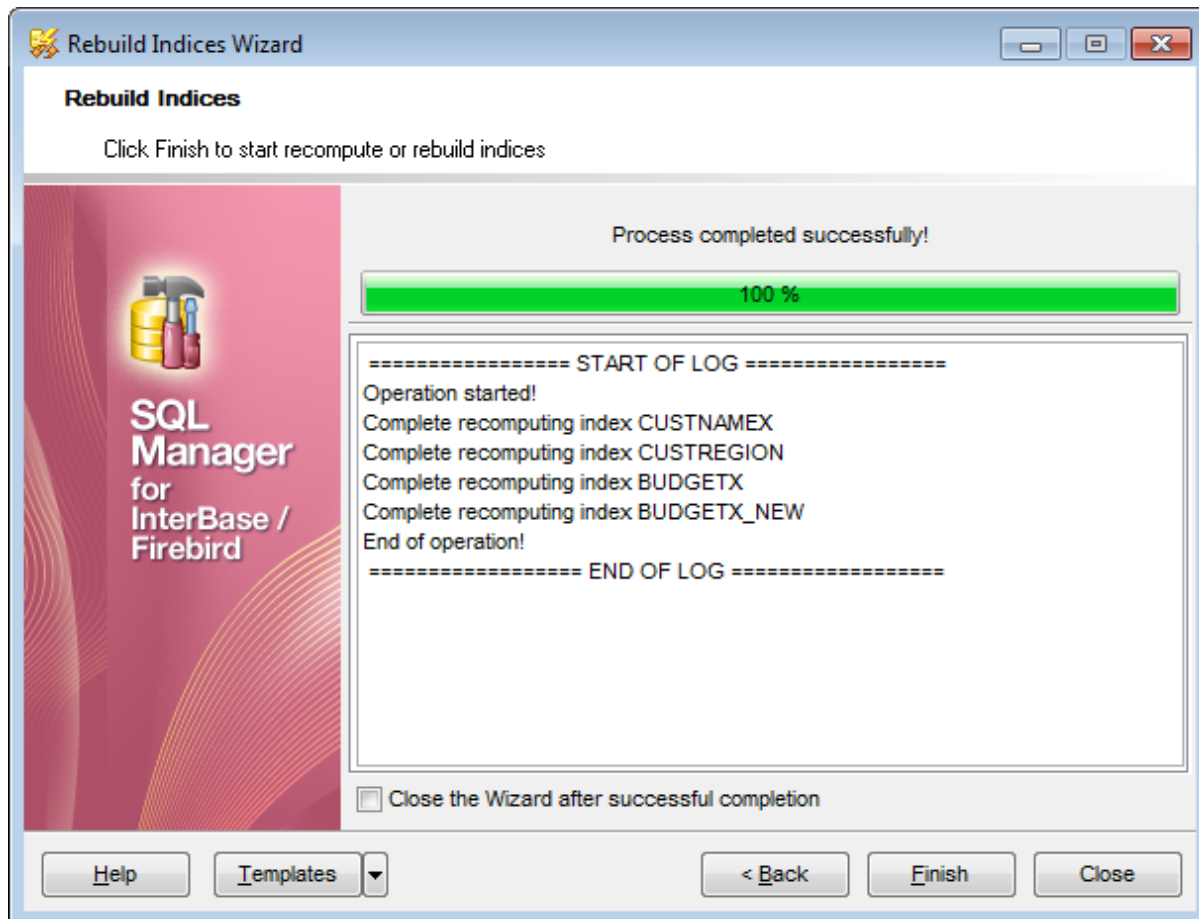 Rebuild Indices Wizard
Rebuild Indices
Click Finish to start recompute or rebuild indices
SQL
Manager
for
InterBase /
Firebird
Process completed successfully!
100 %
================= START OF LOG =================
Operation started!
Complete recomputing index CUSTNAMEX
Complete recomputing index CUSTREGION
Complete recomputing index BUDGETX
Complete recomputing index BUDGETX_NEW
End of operation!
================== END OF LOG ==================
Close the Wizard after successful completion
Help
Templates
< Back
Finish
Close